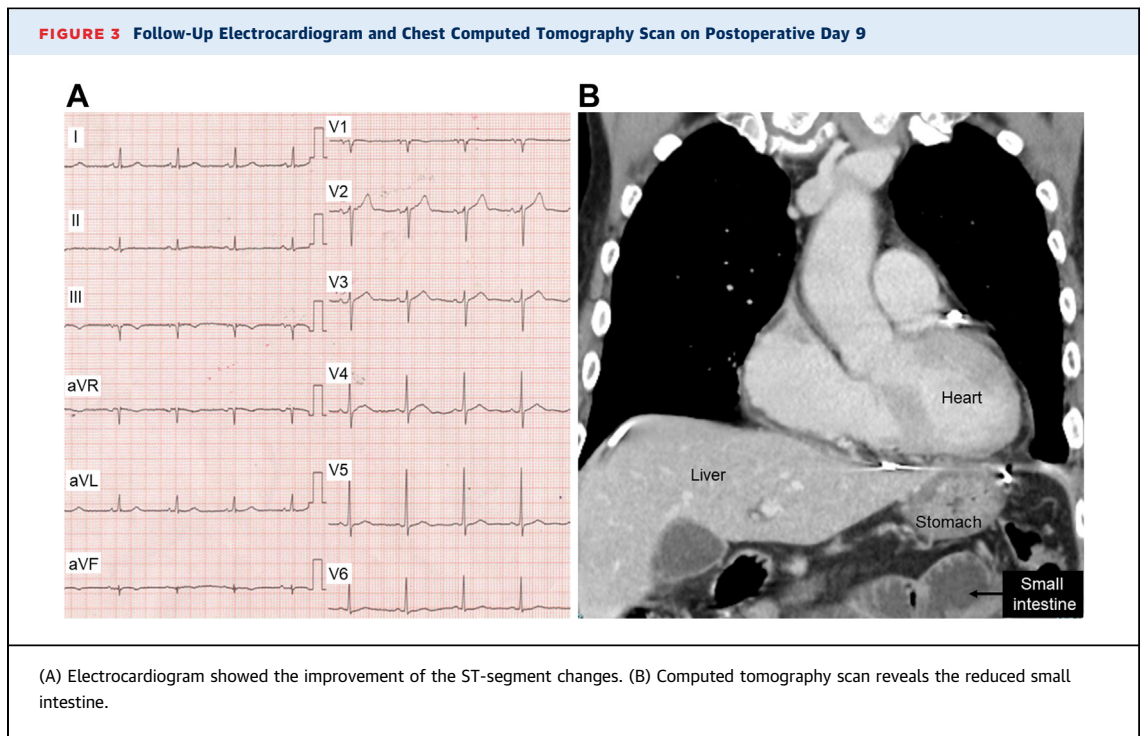 FIGURE 3 Follow-Up Electrocardiogram and Chest Computed Tomography Scan on Postoperative Day 9
A
B
I
V1
II
V2
III
V3
aVR
V4
aVL
V5
aVF
V6
Heart
Liver
Stomach
Small
intestine
(A) Electrocardiogram showed the improvement of the ST-segment changes. (B) Computed tomography scan reveals the reduced small
intestine.